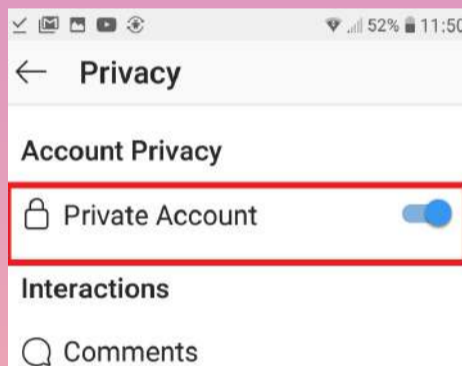 52% 11:50
Privacy
Account Privacy
Private Account
Interactions
Comments